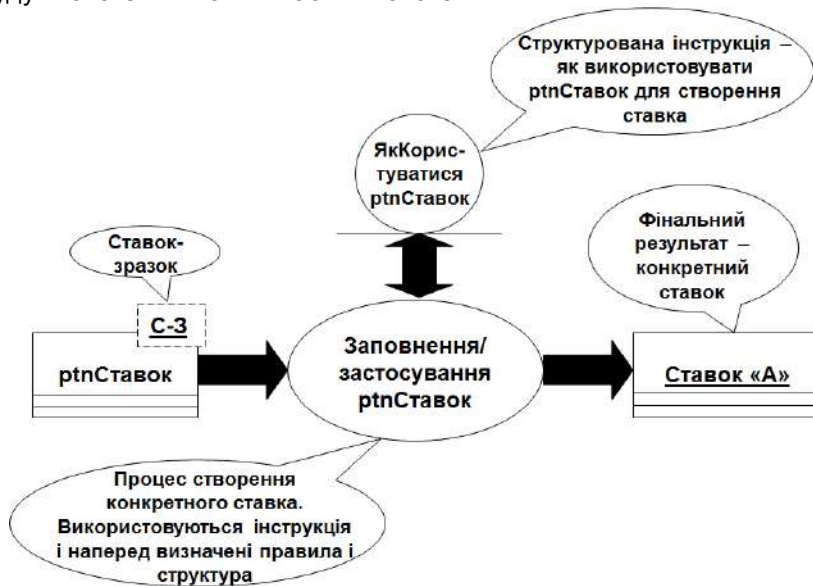 Структурована інструкція –
як використовувати
ptnСтавок для створення
ставка
ЯкКорис-
туватися
ptnСтавок
Фінальний
результат –
конкретний
ставок
Ставок-
зразок
С-З
ptnСтавок
Заповнення/
застосування
ptnСтавок
Ставок «А»
Процес створення
конкретного ставка.
Використовуються інструкція
і наперед визначені правила і
структура